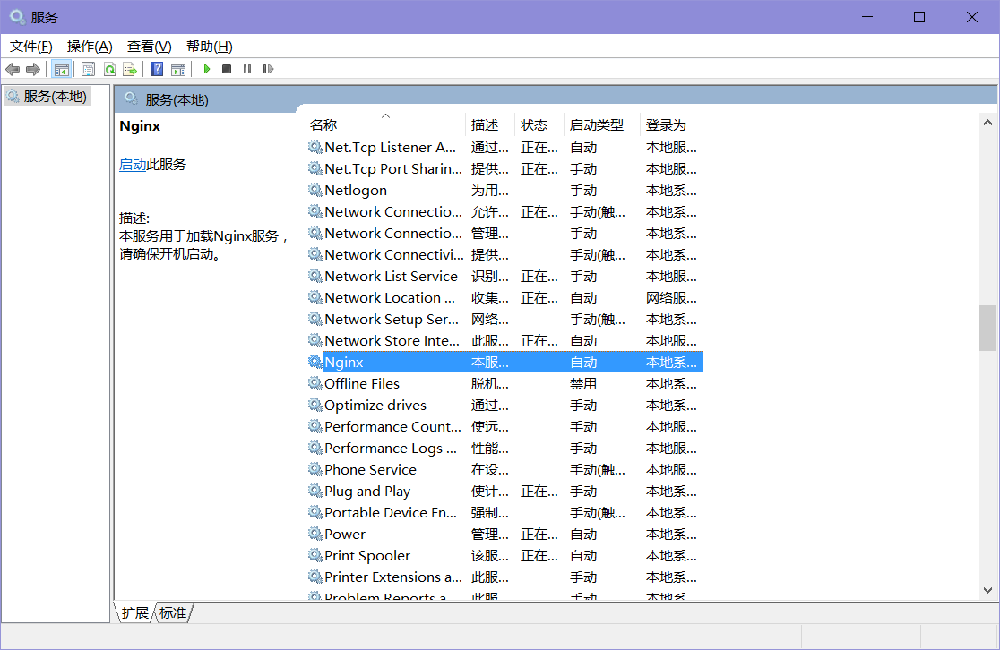 服务
文件(F) 操作(A) 查看(V) 帮助(H)
服务(本地)
服务(本地)
Nginx
启动此服务
描述:
本服务用于加载Nginx服务，
请确保开机启动。
名称 描述 状态 启动类型 登录为
Net.Tcp Listener A... 通过... 正在... 自动 本地服...
Net.Tcp Port Sharin... 提供... 正在... 手动 本地服...
Netlogon 为用... 手动 本地系...
Network Connectio... 允许... 正在... 手动(触... 本地系...
Network Connectio... 管理... 手动 本地系...
Network Connectivi... 提供... 手动(触... 本地系...
Network List Service 识别... 正在... 手动 本地服...
Network Location ... 收集... 正在... 自动 网络服...
Network Setup Ser... 网络... 手动(触... 本地系...
Network Store Inte... 此服... 正在... 自动 本地服...
Nginx 本服... 自动 本地系...
Offline Files 脱机... 禁用 本地系...
Optimize drives 通过... 手动 本地系...
Performance Count... 使远... 手动 本地服...
Performance Logs ... 性能... 手动 本地服...
Phone Service 在设... 手动(触... 本地服...
Plug and Play 使计... 正在... 手动 本地系...
Portable Device En... 强制... 手动(触... 本地系...
Power 管理... 正在... 自动 本地系...
Print Spooler 该服... 正在... 自动 本地系...
Printer Extensions a... 此服... 手动 本地系...
Problem Reports a... 此服... 手动 本地系...
扩展 标准